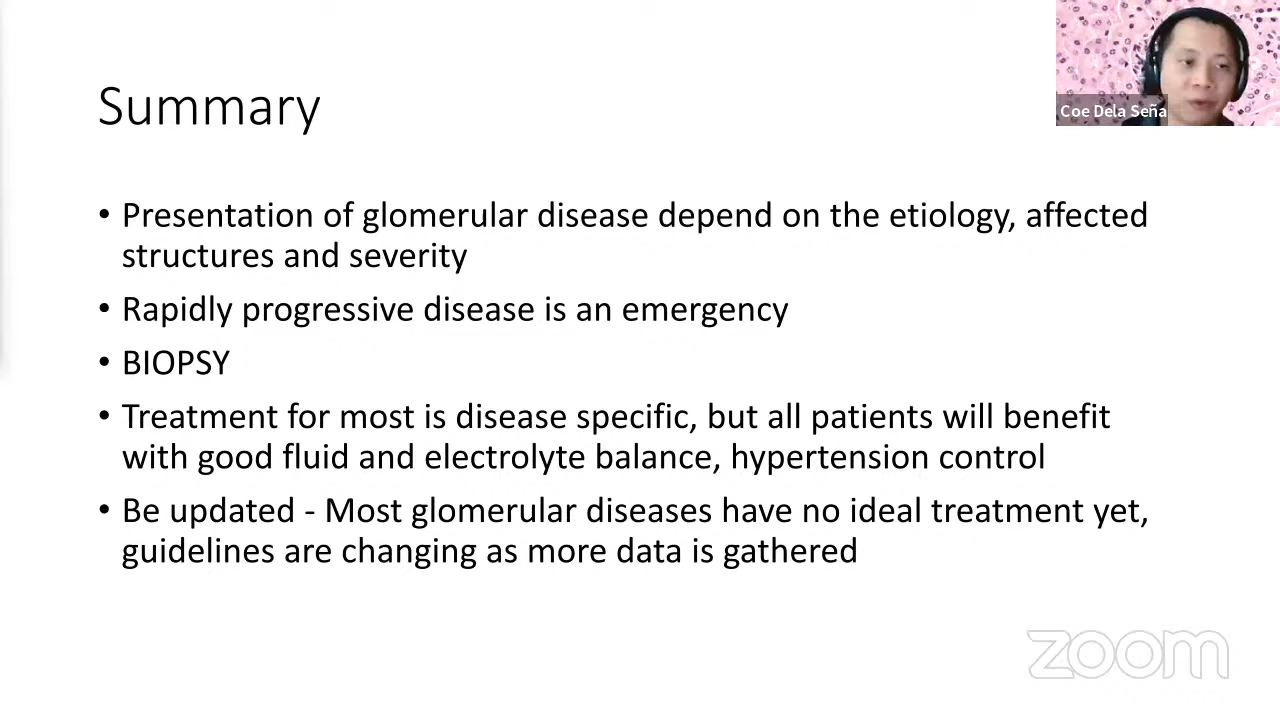 Summary
Coe Dela Seña
• Presentation of glomerular disease depend on the etiology, affected
structures and severity
• Rapidly progressive disease is an emergency
• BIOPSY
• Treatment for most is disease specific, but all patients will benefit
with good fluid and electrolyte balance, hypertension control
• Be updated - Most glomerular diseases have no ideal treatment yet,
guidelines are changing as more data is gathered
zoom